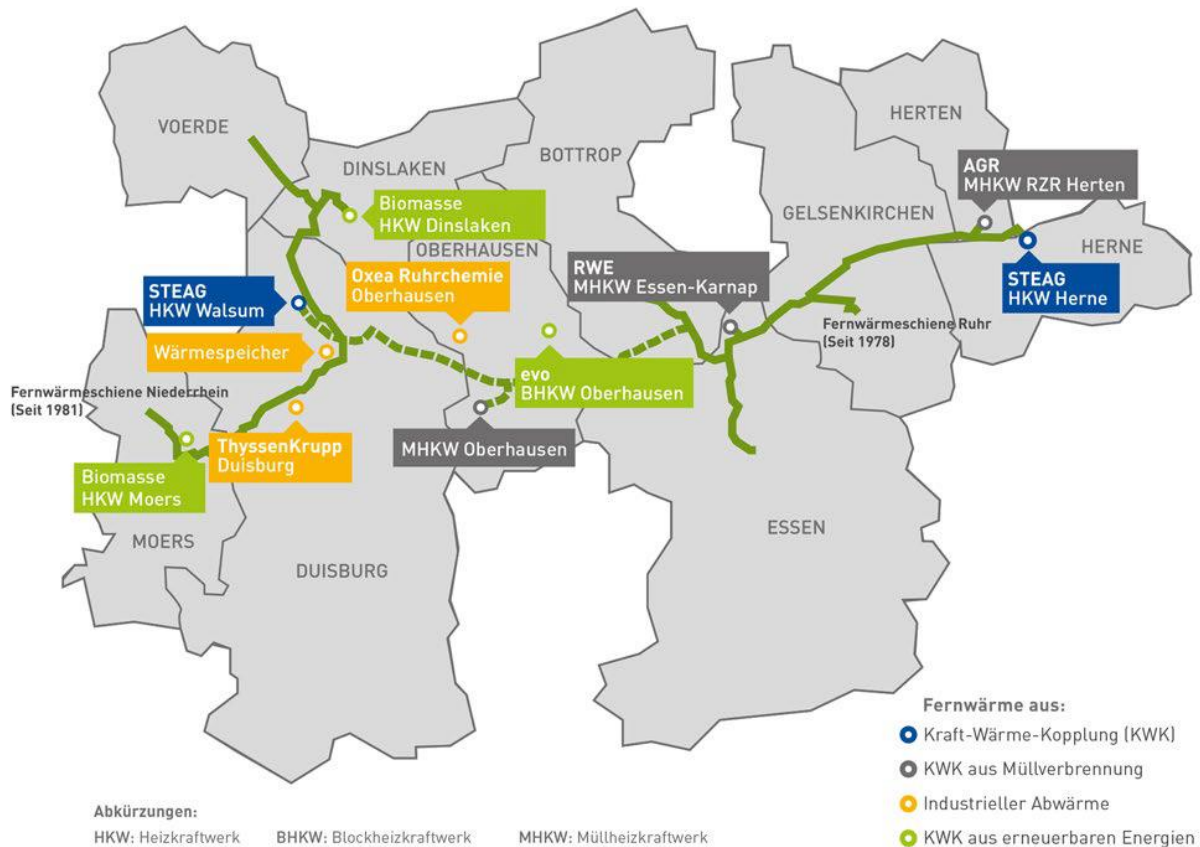 VOERDE
DINSLAKEN
BOTTROP
HERTEN
AGR
MHKW RZR Herten
Biomasse
HKW Dinslaken
GELSENKIRCHEN
OBERHAUSEN
HERNE
Oxea Ruhrchemie
Oberhausen
RWE
MHKW Essen-Karnap
STEAG
HKW Walsum
STEAG
HKW Herne
Fernwärmeschiene Ruhr
(Seit 1978)
Wärmespeicher
evo
BHKW Oberhausen
Fernwärmeschiene Niederrhein
(Seit 1981)
ThyssenKrupp
Duisburg
MHKW Oberhausen
Biomasse
HKW Moers
MOERS
DUISBURG
ESSEN
Fernwärme aus:
Kraft-Wärme-Kopplung (KWK)
KWK aus Müllverbrennung
Industrieller Abwärme
KWK aus erneuerbaren Energien
Abkürzungen:
HKW: Heizkraftwerk BHKW: Blockheizkraftwerk MHKW: Müllheizkraftwerk